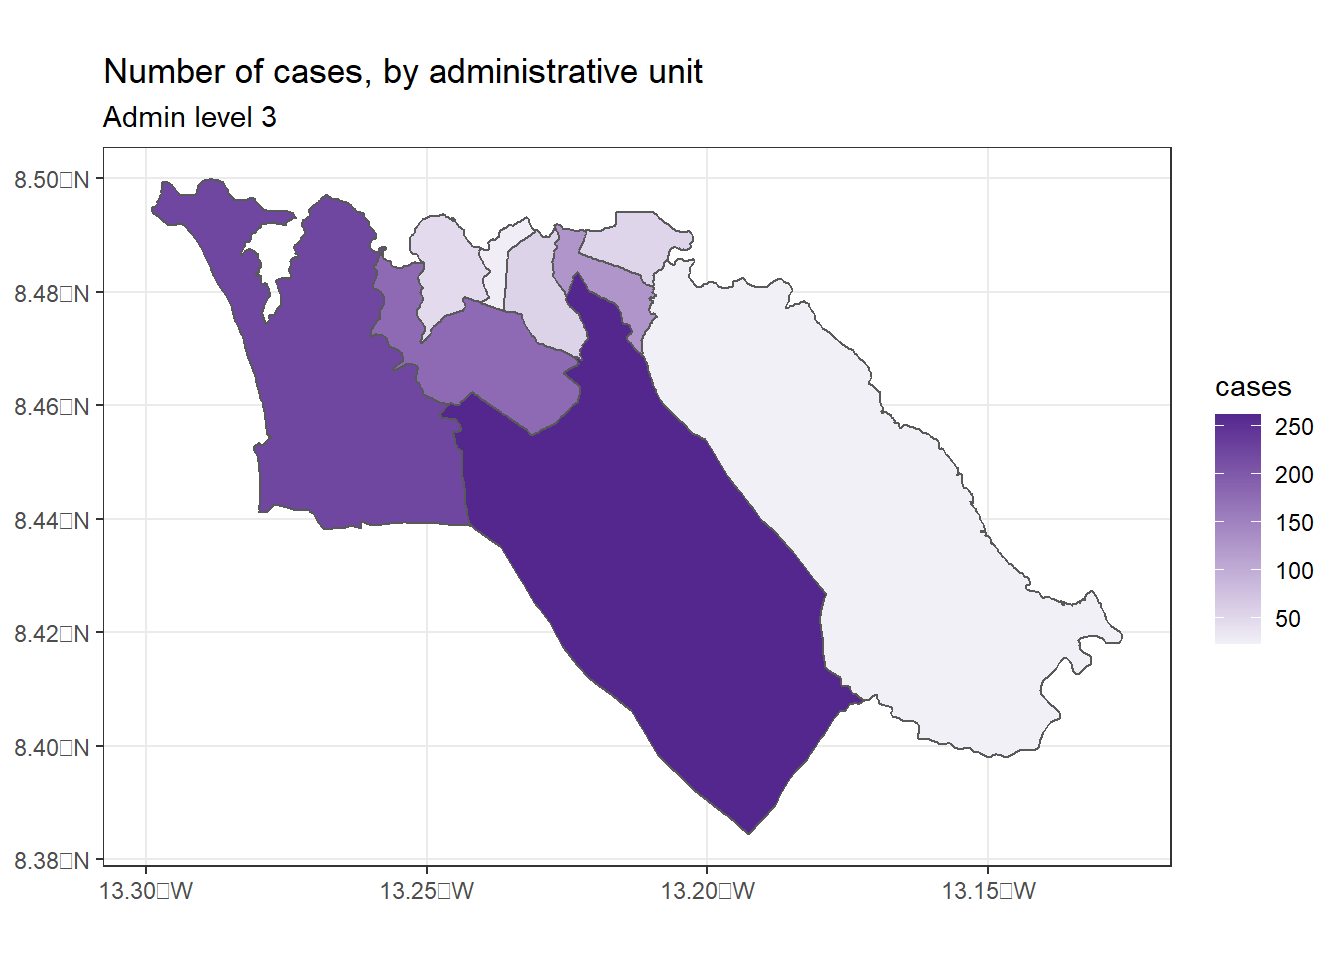 Number of cases, by administrative unit
Admin level 3
8.50□N
8.48□N
8.46□N
8.44□N
8.42□N
8.40□N
8.38□N
13.30□W
13.25□W
13.20□W
13.15□W
cases
250
200
150
100
50